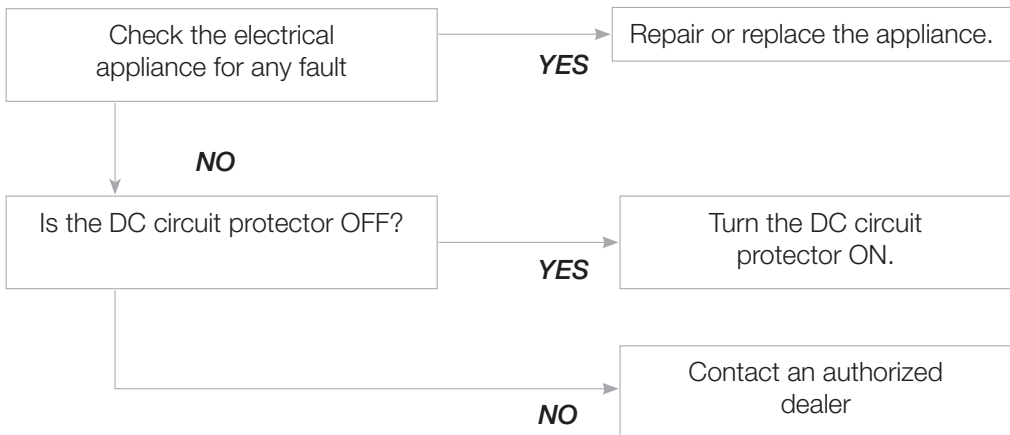 Check the electrical
appliance for any fault
YES
Repair or replace the appliance.
NO
Is the DC circuit protector OFF?
YES
Turn the DC circuit
protector ON.
NO
Contact an authorized
dealer